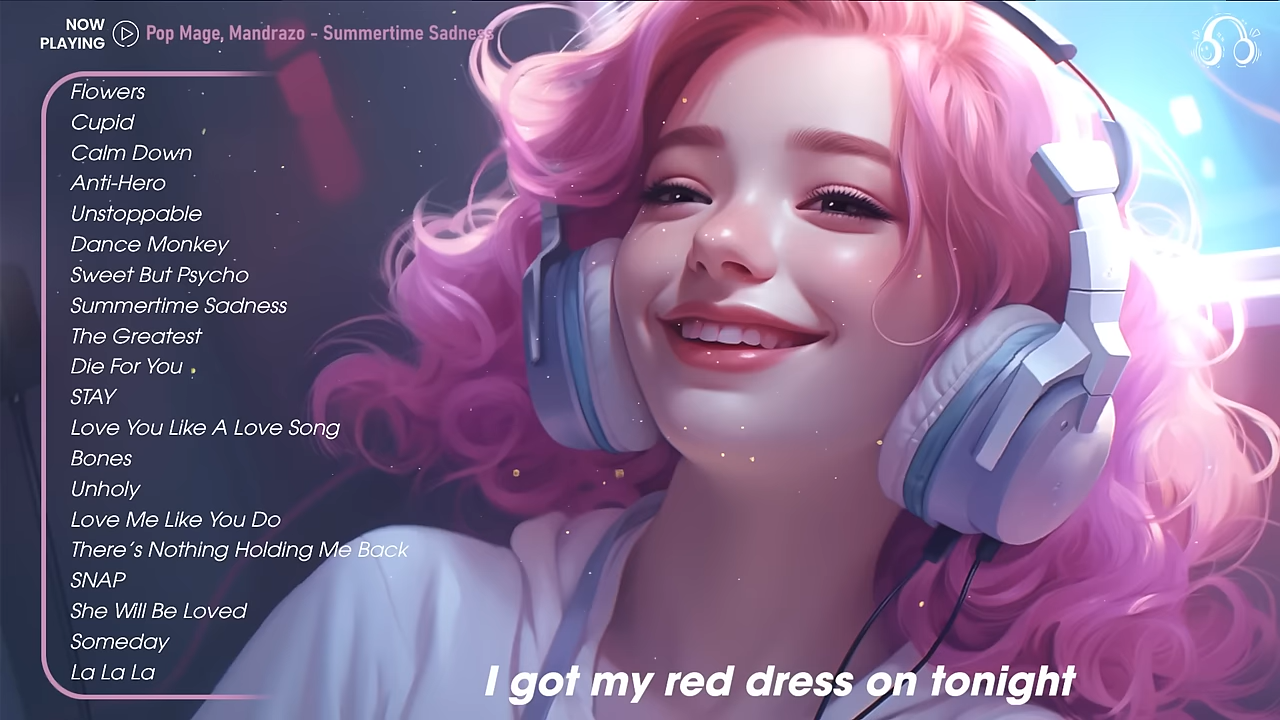 NOW
PLAYING
Pop Mage, Mandrazo - Summertime Sadness
Flowers
Cupid
Calm Down
Anti-Hero
Unstoppable
Dance Monkey
Sweet But Psycho
Summertime Sadness
The Greatest
Die For You
STAY
Love You Like A Love Song
Bones
Unholy
Love Me Like You Do
There's Nothing Holding Me Back
SNAP
She Will Be Loved
Someday
La La La
I got my red dress on tonight